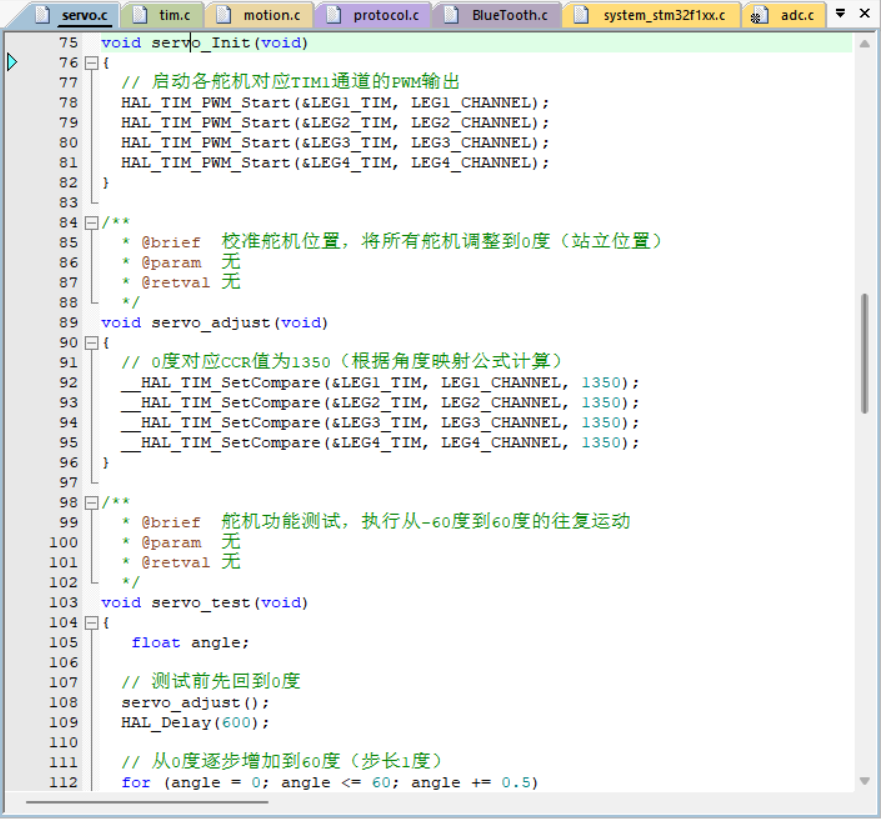 servo.c tim.c motion.c protocol.c BlueTooth.c system_stm32f1xx.c adc.c
75 void servo_Init(void)
76 {
77 // 启动各舵机对应TIM1通道的PWM输出
78 HAL_TIM_PWM_Start(&LEG1_TIM, LEG1_CHANNEL);
79 HAL_TIM_PWM_Start(&LEG2_TIM, LEG2_CHANNEL);
80 HAL_TIM_PWM_Start(&LEG3_TIM, LEG3_CHANNEL);
81 HAL_TIM_PWM_Start(&LEG4_TIM, LEG4_CHANNEL);
82 }
83
84 /**
85 * @brief 校准舵机位置，将所有舵机调整到0度（站立位置）
86 * @param 无
87 * @retval 无
88 */
89 void servo_adjust(void)
90 {
91 // 0度对应CCR值为1350（根据角度映射公式计算）
92 __HAL_TIM_SetCompare(&LEG1_TIM, LEG1_CHANNEL, 1350);
93 __HAL_TIM_SetCompare(&LEG2_TIM, LEG2_CHANNEL, 1350);
94 __HAL_TIM_SetCompare(&LEG3_TIM, LEG3_CHANNEL, 1350);
95 __HAL_TIM_SetCompare(&LEG4_TIM, LEG4_CHANNEL, 1350);
96 }
97
98 /**
99 * @brief 舵机功能测试，执行从-60度到60度的往复运动
100 * @param 无
101 * @retval 无
102 */
103 void servo_test(void)
104 {
105 float angle;
106
107 // 测试前先回到0度
108 servo_adjust();
109 HAL_Delay(600);
110
111 // 从0度逐步增加到60度（步长1度）
112 for (angle = 0; angle <= 60; angle += 0.5)